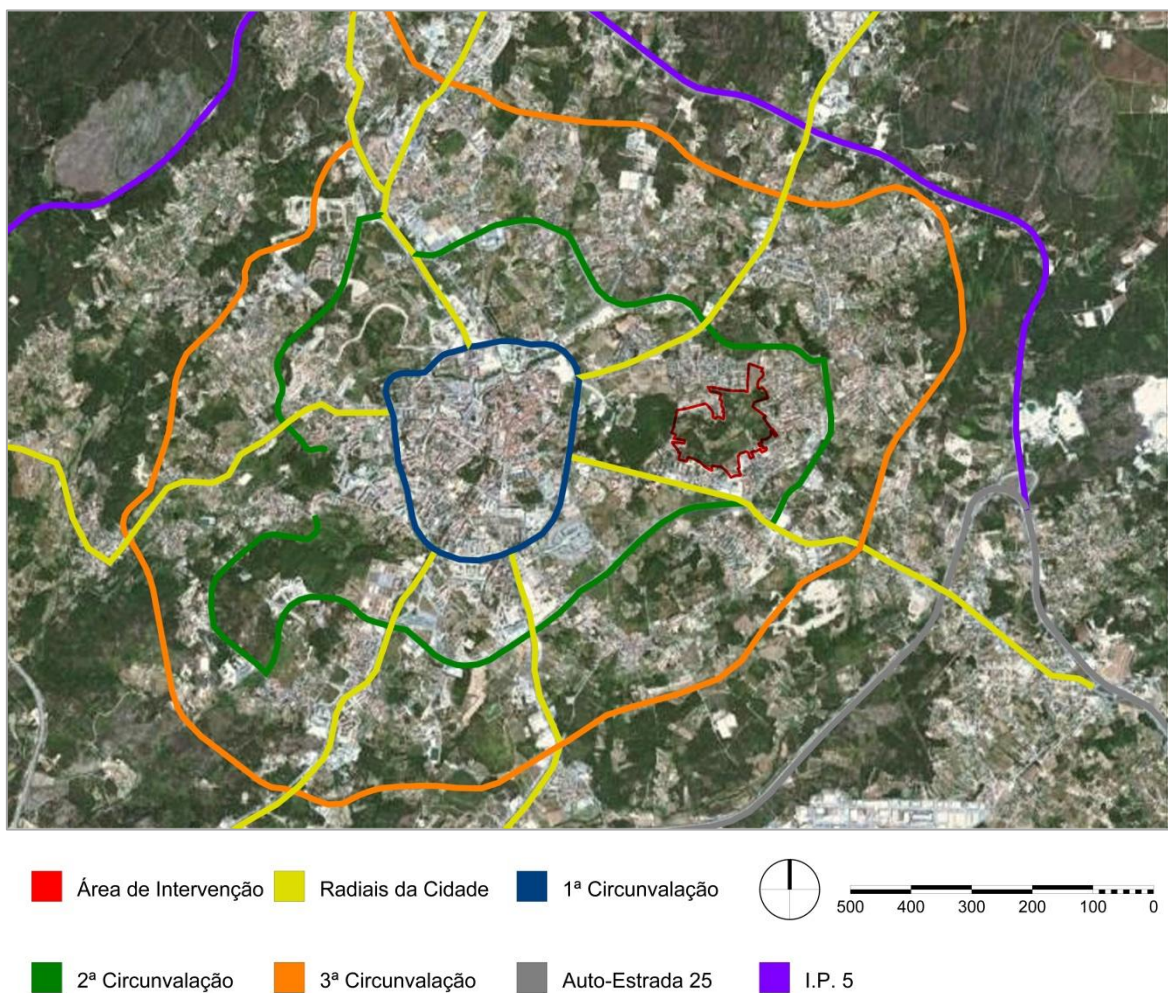 Área de Intervenção
Radiais da Cidade
1ª Circunvalação
500 400 300 200 100 0
2ª Circunvalação
3ª Circunvalação
Auto-Estrada 25
I.P. 5